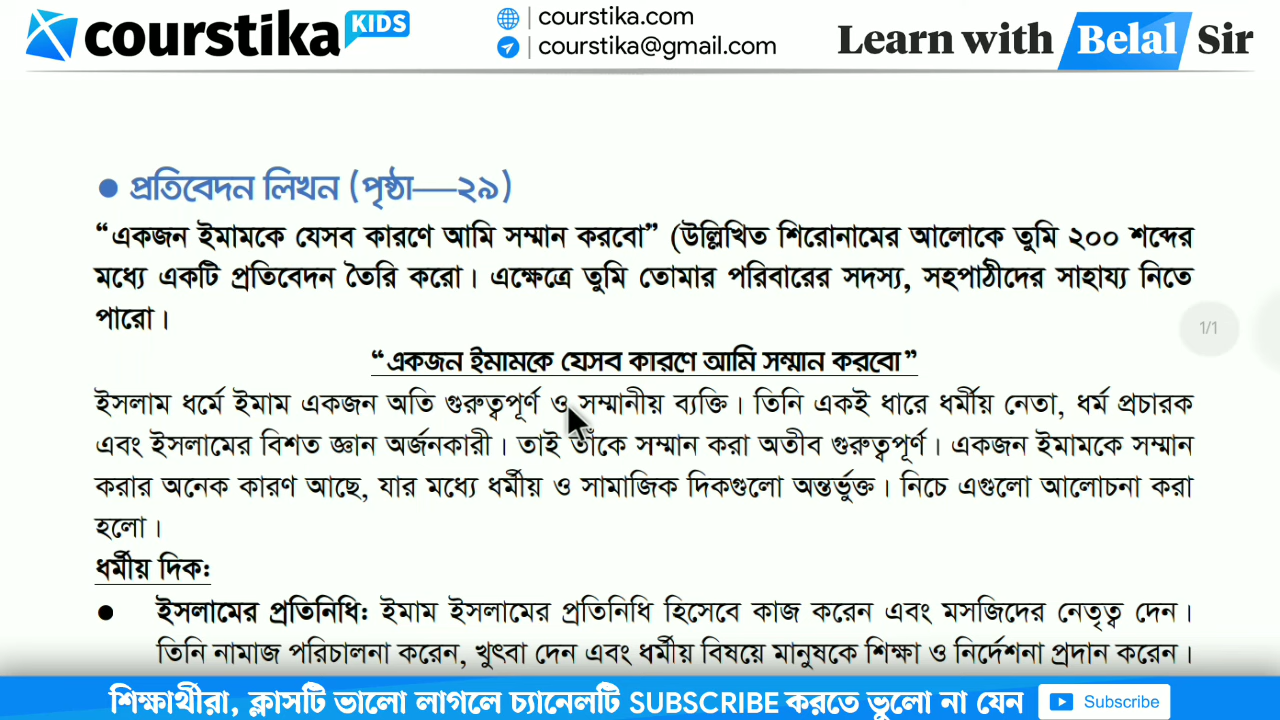 courstika KIDS
courstika.com
courstika@gmail.com
Learn with Belal Sir
● প্রতিবেদন লিখন (পৃষ্ঠা—২৯)
“একজন ইমামকে যেসব কারণে আমি সম্মান করবো” (উল্লিখিত শিরোনামের আলোকে তুমি ২০০ শব্দের
মধ্যে একটি প্রতিবেদন তৈরি করো। এক্ষেত্রে তুমি তোমার পরিবারের সদস্য, সহপাঠীদের সাহায্য নিতে
পারো।
1/1
“একজন ইমামকে যেসব কারণে আমি সম্মান করবো”
ইসলাম ধর্মে ইমাম একজন অতি গুরুত্বপূর্ণ ও সম্মানীয় ব্যক্তি। তিনি একই ধারে ধর্মীয় নেতা, ধর্ম প্রচারক
এবং ইসলামের বিশত জ্ঞান অর্জনকারী। তাই তাঁকে সম্মান করা অতীব গুরুত্বপূর্ণ। একজন ইমামকে সম্মান
করার অনেক কারণ আছে, যার মধ্যে ধর্মীয় ও সামাজিক দিকগুলো অন্তর্ভুক্ত। নিচে এগুলো আলোচনা করা
হলো।
ধর্মীয় দিক:
● ইসলামের প্রতিনিধি: ইমাম ইসলামের প্রতিনিধি হিসেবে কাজ করেন এবং মসজিদের নেতৃত্ব দেন।
তিনি নামাজ পরিচালনা করেন, খুৎবা দেন এবং ধর্মীয় বিষয়ে মানুষকে শিক্ষা ও নির্দেশনা প্রদান করেন।
শিক্ষার্থীরা, ক্লাসটি ভালো লাগলে চ্যানেলটি SUBSCRIBE করতে ভুলো না যেন
Subscribe